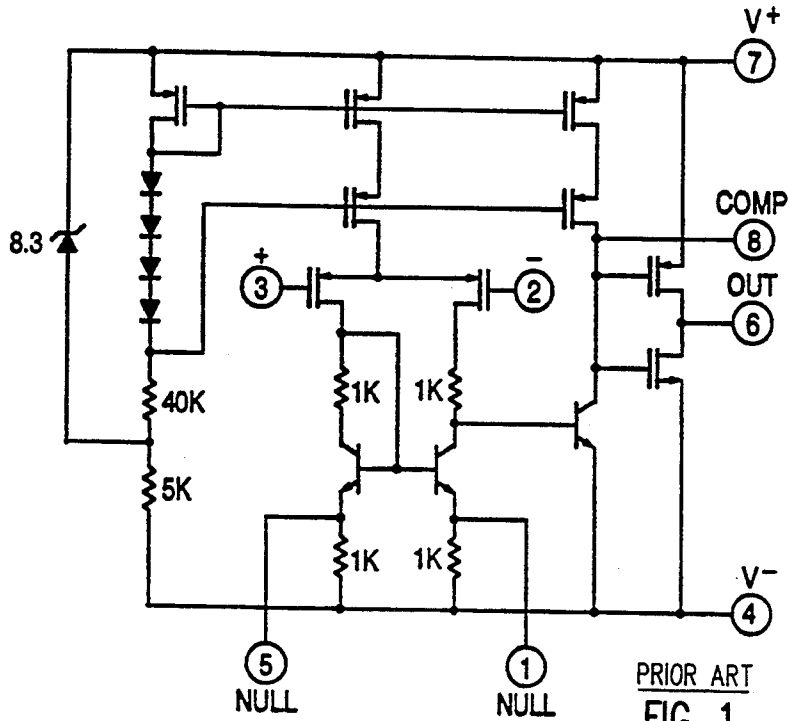 V+
7
8.3
COMP
8
+
3
−
2
OUT
6
40K
1K
1K
5K
1K
1K
V−
4
5
NULL
1
NULL
PRIOR ART
FIG. 1